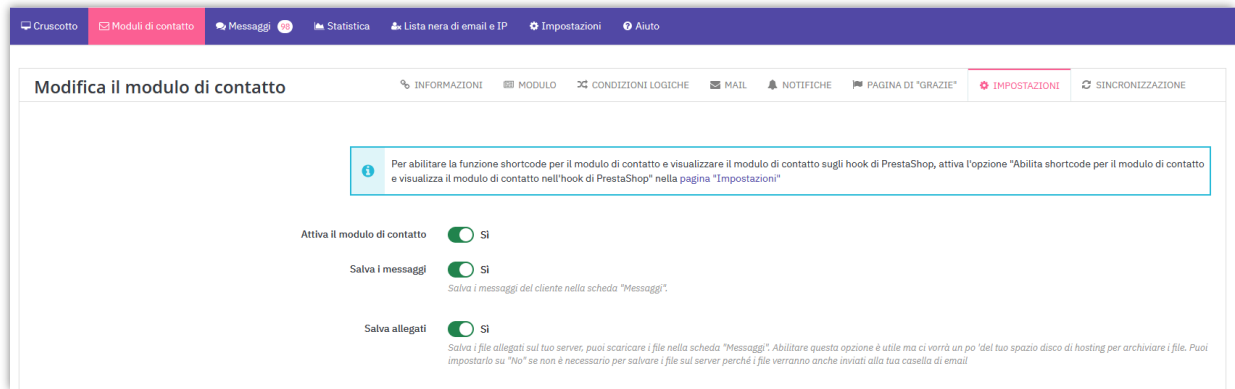 Cruscotto Moduli di contatto Messaggi 98 Statistica Lista nera di email e IP Impostazioni Aiuto
Modifica il modulo di contatto INFORMAZIONI MODULO CONDIZIONI LOGICHE MAIL NOTIFICHE PAGINA DI "GRAZIE" IMPOSTAZIONI SINCRONIZZAZIONE
Per abilitare la funzione shortcode per il modulo di contatto e visualizzare il modulo di contatto sugli hook di PrestaShop, attiva l'opzione "Abilita shortcode per il modulo di contatto
e visualizza il modulo di contatto nell'hook di PrestaShop" nella pagina "Impostazioni"
Attiva il modulo di contatto Sì
Salva i messaggi Sì
Salva i messaggi del cliente nella scheda "Messaggi".
Salva allegati Sì
Salva i file allegati sul tuo server, puoi scaricare i file nella scheda "Messaggi". Abilitare questa opzione è utile ma ci vorrà un po 'del tuo spazio disco di hosting per archiviare i file. Puoi
impostarlo su "No" se non è necessario per salvare i file sul server perché i file verranno anche inviati alla tua casella di email